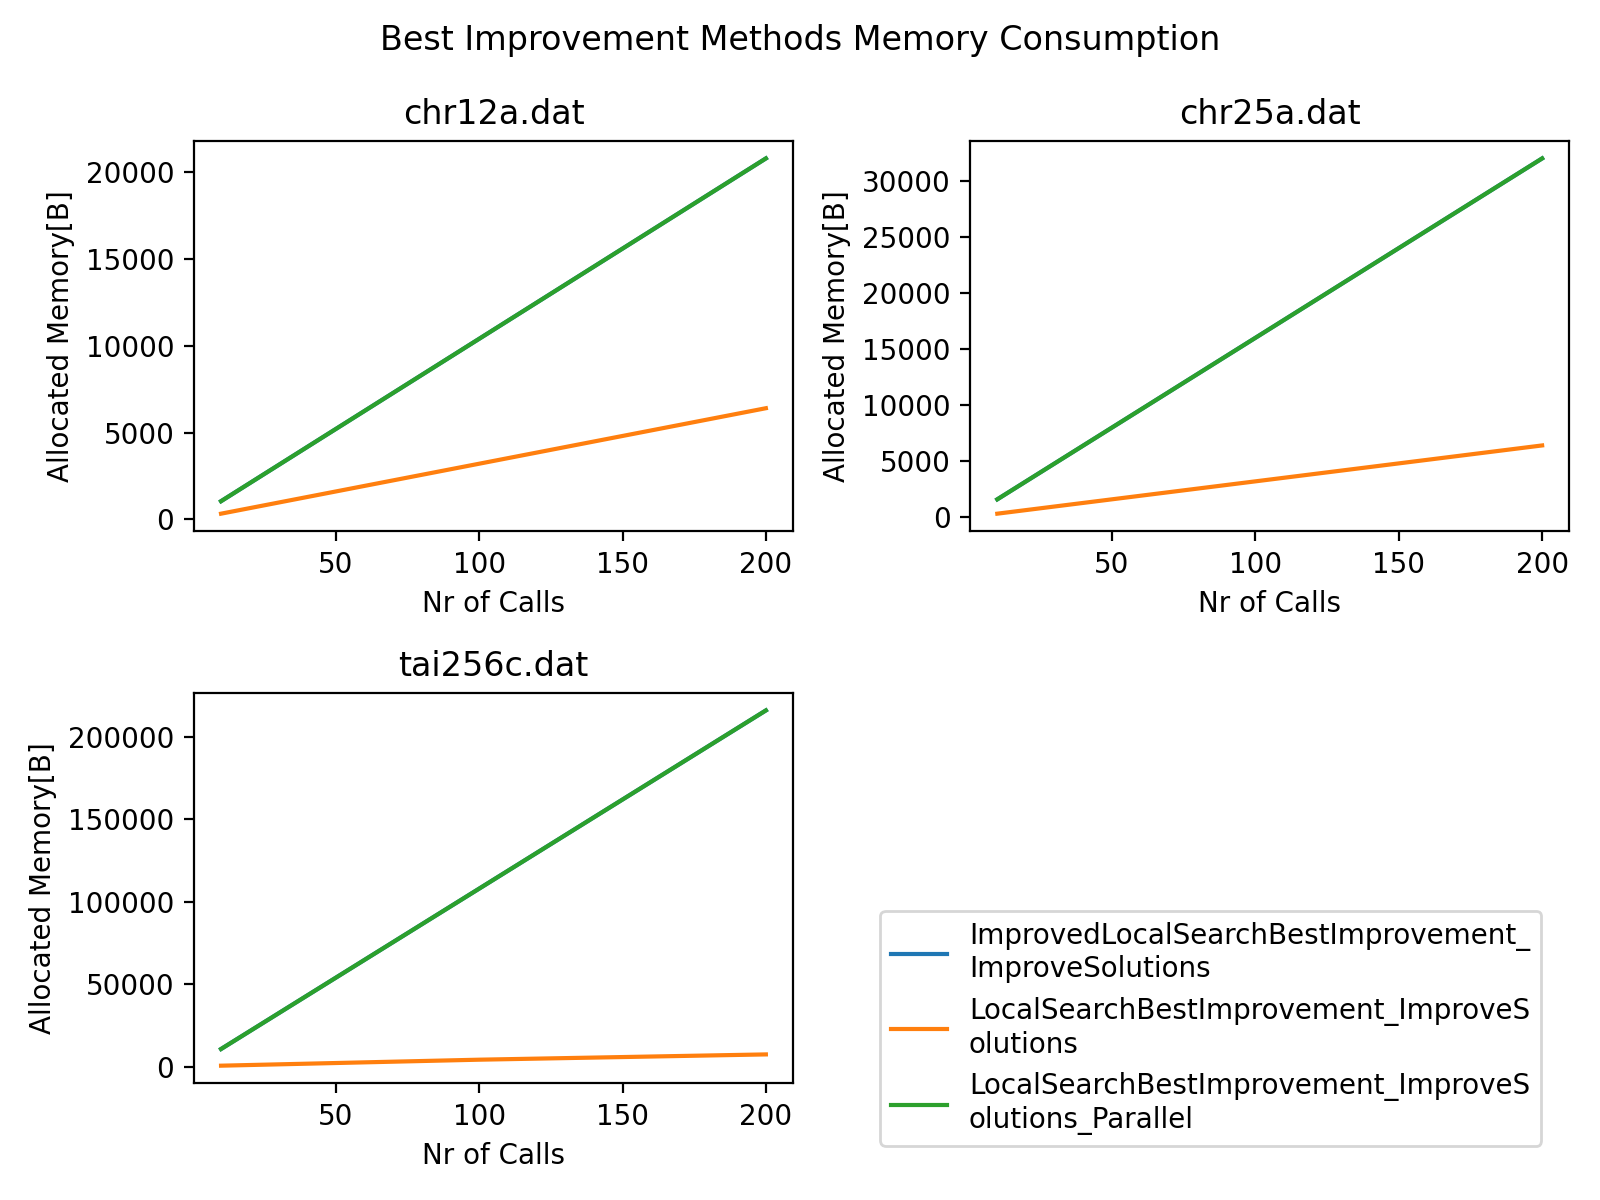 Best Improvement Methods Memory Consumption
chr12a.dat
Allocated Memory[B]
20000
15000
10000
5000
0
50 100 150 200
Nr of Calls
chr25a.dat
Allocated Memory[B]
30000
25000
20000
15000
10000
5000
0
50 100 150 200
Nr of Calls
tai256c.dat
Allocated Memory[B]
200000
150000
100000
50000
0
50 100 150 200
Nr of Calls
ImprovedLocalSearchBestImprovement_
ImproveSolutions
LocalSearchBestImprovement_ImproveS
olutions
LocalSearchBestImprovement_ImproveS
olutions_Parallel